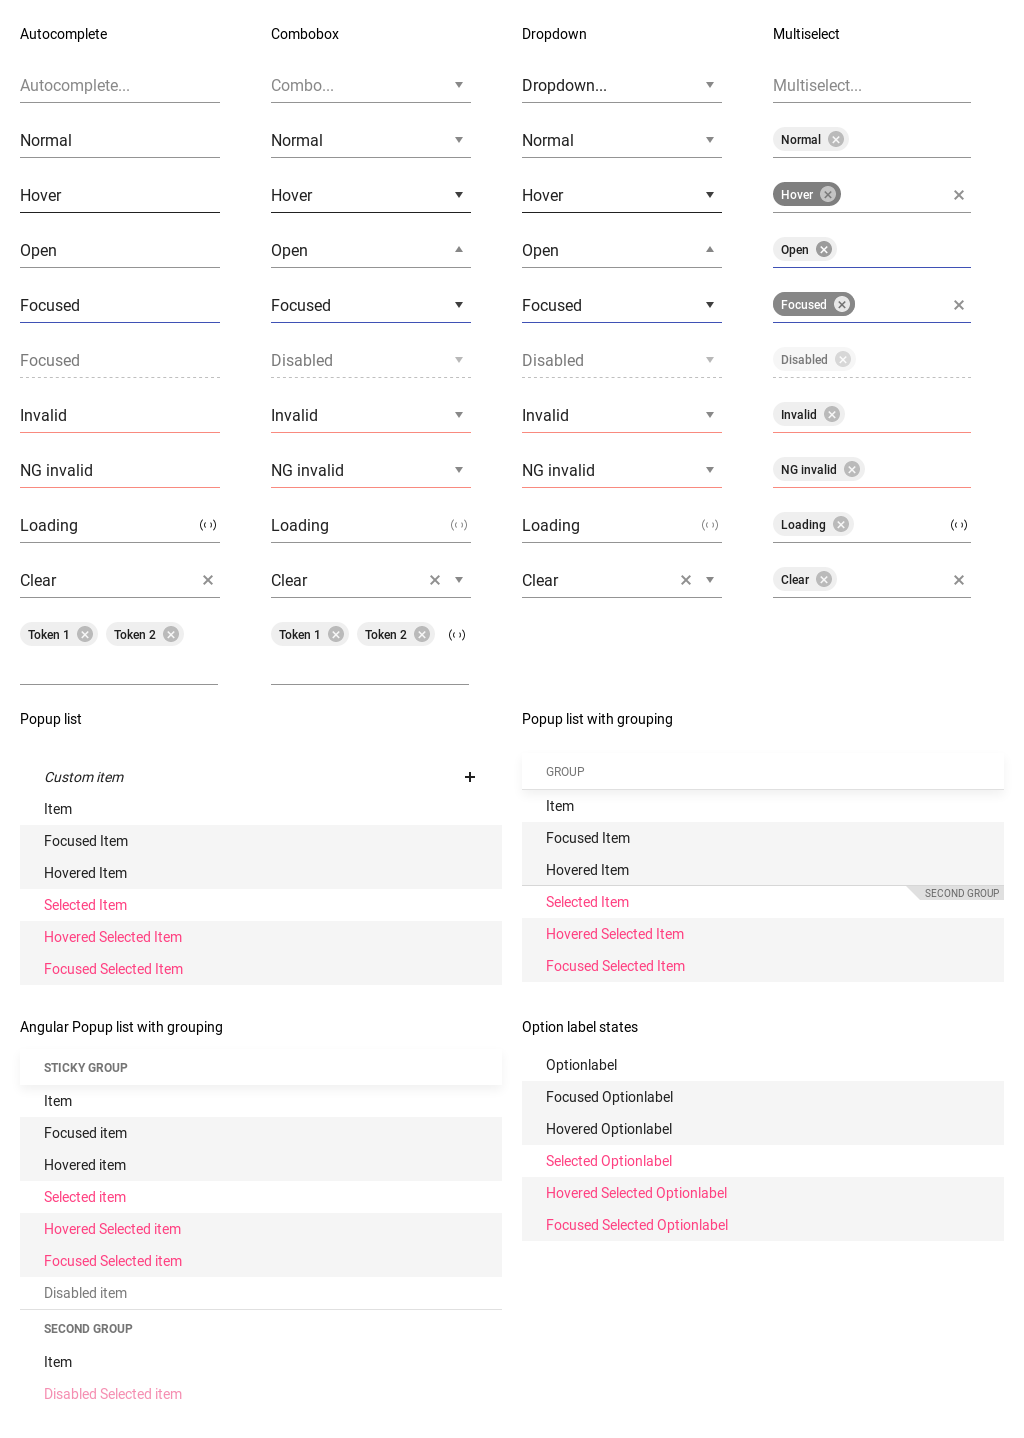 Autocomplete Combobox Dropdown Multiselect
Autocomplete... Combo... Dropdown... Multiselect...
Normal Normal Normal Normal
Hover Hover Hover Hover
Open Open Open Open
Focused Focused Focused Focused
Focused Disabled Disabled Disabled
Invalid Invalid Invalid Invalid
NG invalid NG invalid NG invalid NG invalid
Loading Loading Loading Loading
Clear Clear Clear Clear
Token 1 Token 2 Token 1 Token 2
Popup list
Custom item
Item
Focused Item
Hovered Item
Selected Item
Hovered Selected Item
Focused Selected Item
Popup list with grouping
GROUP
Item
Focused Item
Hovered Item
Selected Item SECOND GROUP
Hovered Selected Item
Focused Selected Item
Angular Popup list with grouping
STICKY GROUP
Item
Focused item
Hovered item
Selected item
Hovered Selected item
Focused Selected item
Disabled item
SECOND GROUP
Item
Disabled Selected item
Option label states
Optionlabel
Focused Optionlabel
Hovered Optionlabel
Selected Optionlabel
Hovered Selected Optionlabel
Focused Selected Optionlabel